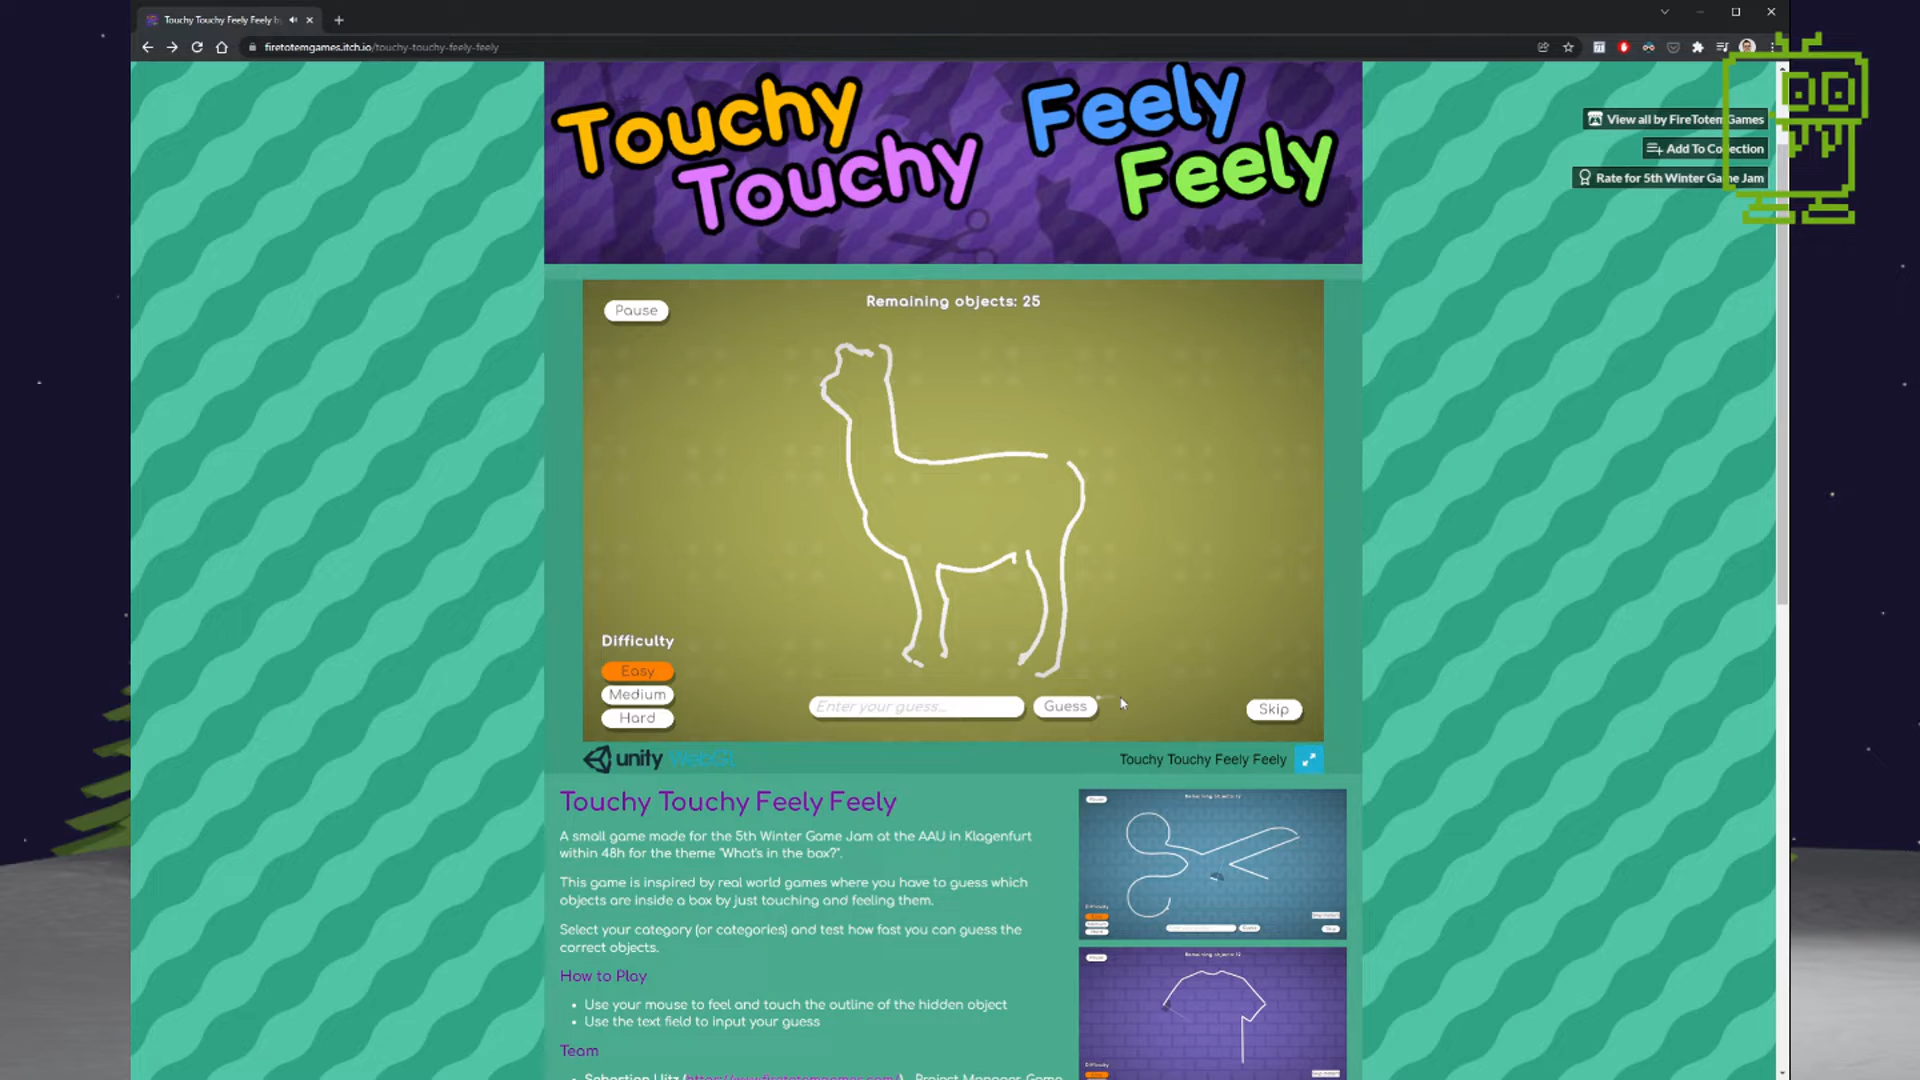 Touchy Touchy Feely Feely b
firetotemgames.itch.io/touchy-touchy-feely-feely
Touchy Feely
Touchy Feely
View all by FireTotem Games
Add To Collection
Rate for 5th Winter Game Jam
Pause
Remaining objects: 25
Difficulty
Easy
Medium
Hard
Enter your guess...
Guess
Skip
unity WebGL
Touchy Touchy Feely Feely
Touchy Touchy Feely Feely
A small game made for the 5th Winter Game Jam at the AAU in Klagenfurt
within 48h for the theme "What's in the box?".
This game is inspired by real world games where you have to guess which
objects are inside a box by just touching and feeling them.
Select your category (or categories) and test how fast you can guess the
correct objects.
How to Play
Use your mouse to feel and touch the outline of the hidden object
Use the text field to input your guess
Team